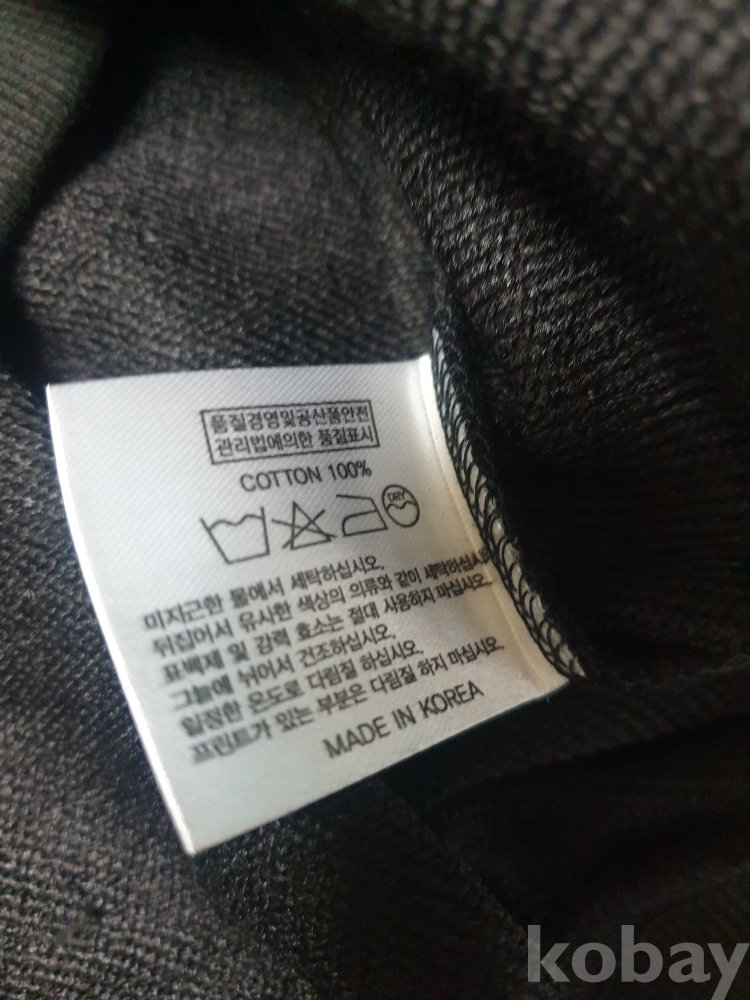 품질경영및공산품안전
관리법에의한 품질표시
COTTON 100%
DRY
미지근한 물에서 세탁하십시오.
뒤집어서 유사한 색상의 의류와 같이 세탁하십시오
표백제 및 강력 효소는 절대 사용하지 마십시오.
그늘에 뉘어서 건조하십시오.
일정한 온도로 다림질 하십시오.
프린트가 있는 부분은 다림질 하지 마십시오.
MADE IN KOREA
kobay